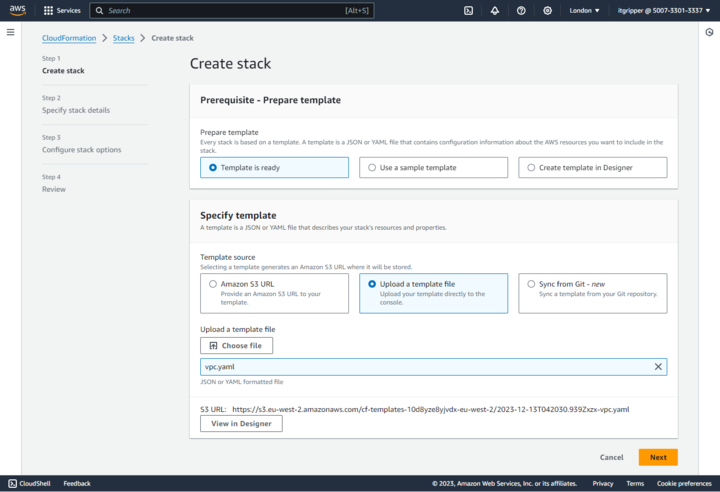 aws
Services
Search
[Alt+S]
London
itgripper @ 5007-3301-3337
CloudFormation > Stacks > Create stack
Step 1
Create stack
Step 2
Specify stack details
Step 3
Configure stack options
Step 4
Review
Create stack
Prerequisite - Prepare template
Prepare template
Every stack is based on a template. A template is a JSON or YAML file that contains configuration information about the AWS resources you want to include in the
stack.
Template is ready
Use a sample template
Create template in Designer
Specify template
A template is a JSON or YAML file that describes your stack's resources and properties.
Template source
Selecting a template generates an Amazon S3 URL where it will be stored.
Amazon S3 URL
Provide an Amazon S3 URL to your
template.
Upload a template file
Upload your template directly to the
console.
Sync from Git - new
Sync a template from your Git repository.
Upload a template file
Choose file
vpc.yaml
JSON or YAML formatted file
S3 URL: https://s3.eu-west-2.amazonaws.com/cf-templates-10d8yze8yjvdx-eu-west-2/2023-12-13T042030.939Zxzx-vpc.yaml
View in Designer
Cancel
Next
CloudShell
Feedback
© 2023, Amazon Web Services, Inc. or its affiliates.
Privacy
Terms
Cookie preferences